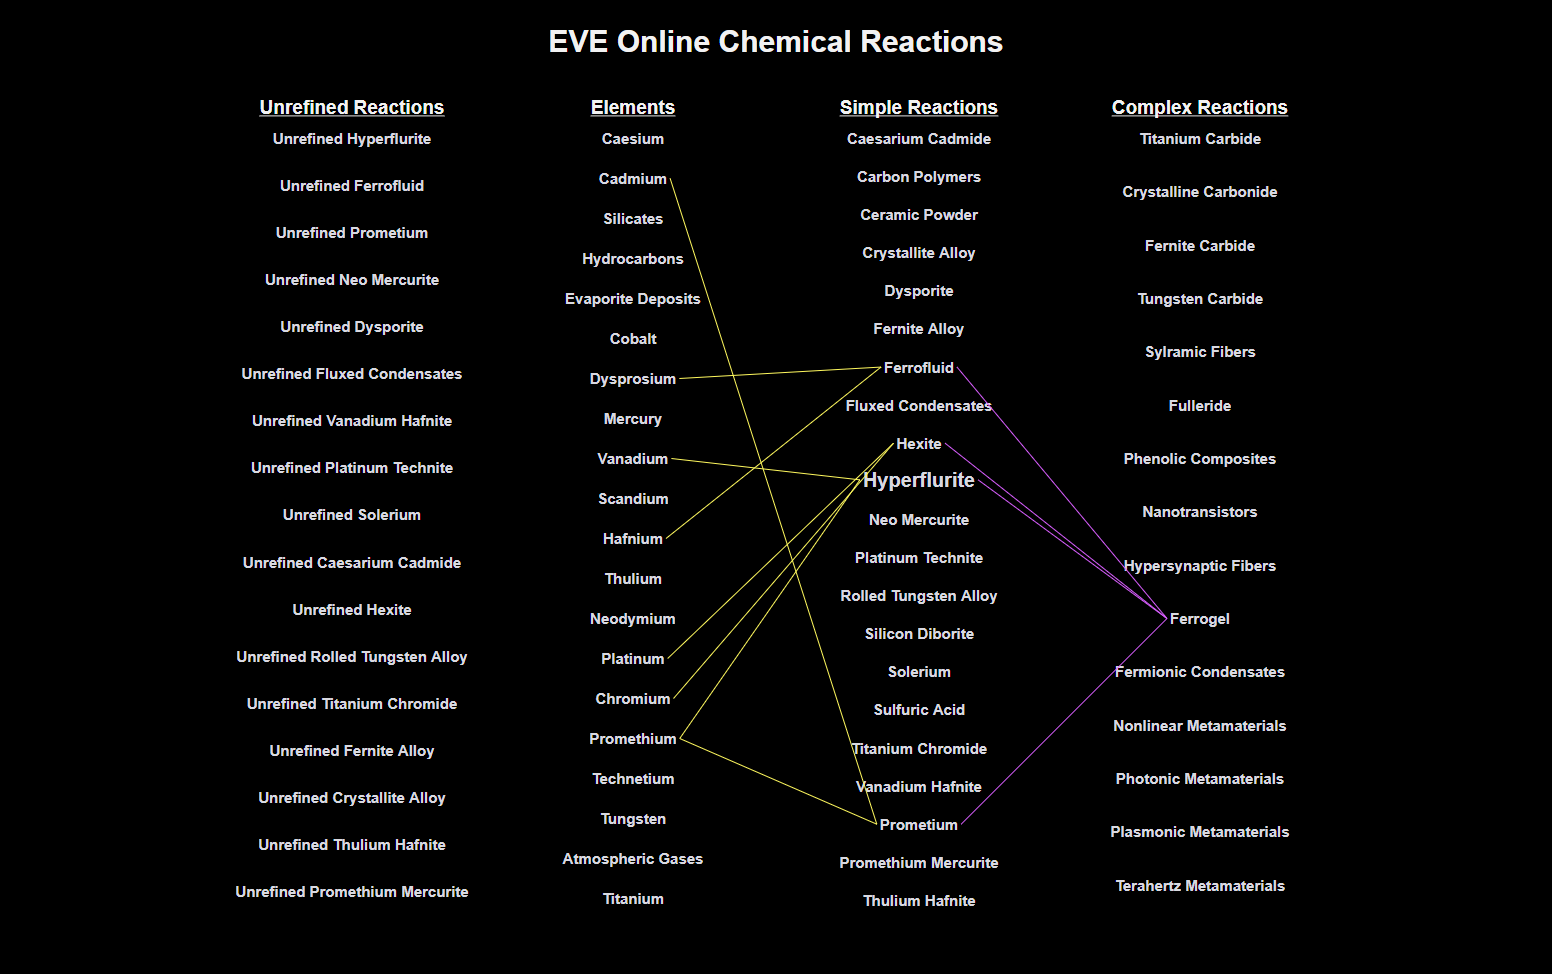 EVE Online Chemical Reactions
Unrefined Reactions
Unrefined Hyperflurite
Unrefined Ferrofluid
Unrefined Prometium
Unrefined Neo Mercurite
Unrefined Dysporite
Unrefined Fluxed Condensates
Unrefined Vanadium Hafnite
Unrefined Platinum Technite
Unrefined Solerium
Unrefined Caesarium Cadmide
Unrefined Hexite
Unrefined Rolled Tungsten Alloy
Unrefined Titanium Chromide
Unrefined Fernite Alloy
Unrefined Crystallite Alloy
Unrefined Thulium Hafnite
Unrefined Promethium Mercurite
Elements
Caesium
Cadmium
Silicates
Hydrocarbons
Evaporite Deposits
Cobalt
Dysprosium
Mercury
Vanadium
Scandium
Hafnium
Thulium
Neodymium
Platinum
Chromium
Promethium
Technetium
Tungsten
Atmospheric Gases
Titanium
Simple Reactions
Caesarium Cadmide
Carbon Polymers
Ceramic Powder
Crystallite Alloy
Dysporite
Fernite Alloy
Ferrofluid
Fluxed Condensates
Hexite
Hyperflurite
Neo Mercurite
Platinum Technite
Rolled Tungsten Alloy
Silicon Diborite
Solerium
Sulfuric Acid
Titanium Chromide
Vanadium Hafnite
Prometium
Promethium Mercurite
Thulium Hafnite
Complex Reactions
Titanium Carbide
Crystalline Carbonide
Fernite Carbide
Tungsten Carbide
Sylramic Fibers
Fulleride
Phenolic Composites
Nanotransistors
Hypersynaptic Fibers
Ferrogel
Fermionic Condensates
Nonlinear Metamaterials
Photonic Metamaterials
Plasmonic Metamaterials
Terahertz Metamaterials